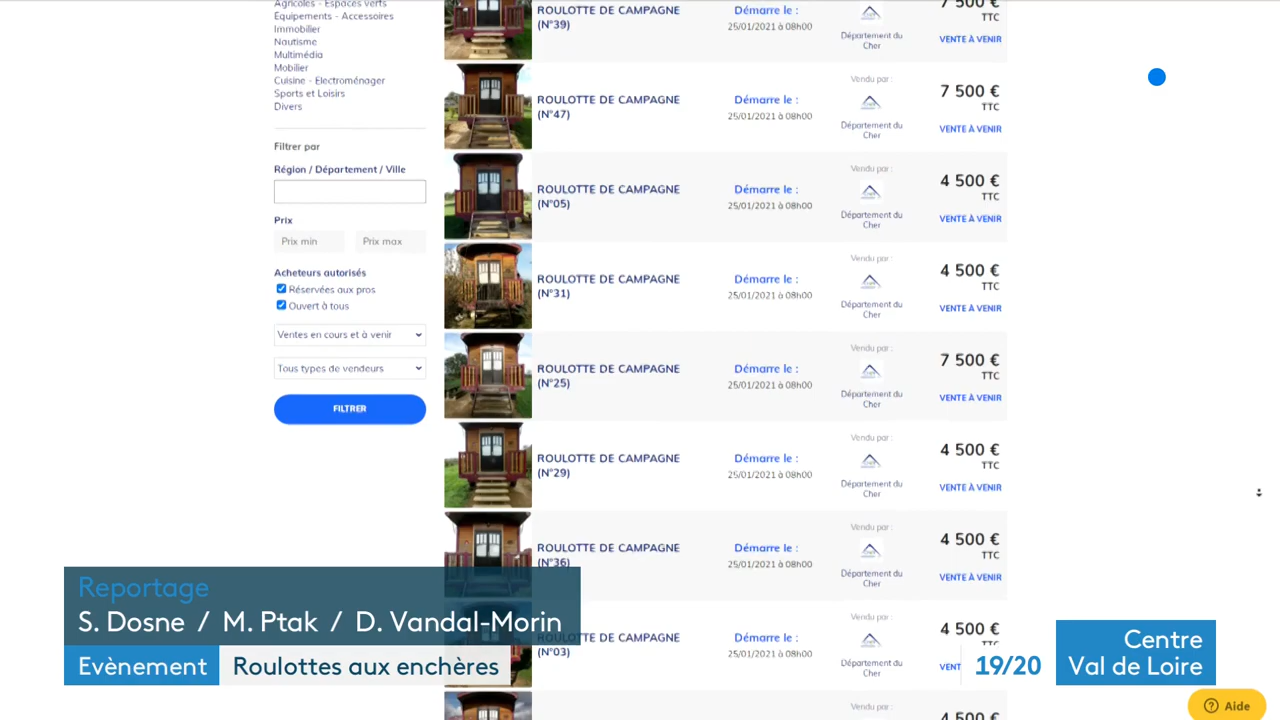 Agricoles - Espaces verts
Equipements - Accessoires
Immobilier
Nautisme
Multimédia
Mobilier
Cuisine - Electroménager
Sports et Loisirs
Divers
Filtrer par
Région / Département / Ville
Prix
Prix min
Prix max
Acheteurs autorisés
Réservées aux pros
Ouvert à tous
Ventes en cours et à venir
Tous types de vendeurs
FILTRER
ROULOTTE DE CAMPAGNE
(N°39)
Démarre le :
25/01/2021 à 08h00
Département du
Cher
7 500 €
TTC
VENTE À VENIR
ROULOTTE DE CAMPAGNE
(N°47)
Démarre le :
25/01/2021 à 08h00
Vendu par :
Département du
Cher
7 500 €
TTC
VENTE À VENIR
ROULOTTE DE CAMPAGNE
(N°05)
Démarre le :
25/01/2021 à 08h00
Vendu par :
Département du
Cher
4 500 €
TTC
VENTE À VENIR
ROULOTTE DE CAMPAGNE
(N°31)
Démarre le :
25/01/2021 à 08h00
Vendu par :
Département du
Cher
4 500 €
TTC
VENTE À VENIR
ROULOTTE DE CAMPAGNE
(N°25)
Démarre le :
25/01/2021 à 08h00
Vendu par :
Département du
Cher
7 500 €
TTC
VENTE À VENIR
ROULOTTE DE CAMPAGNE
(N°29)
Démarre le :
25/01/2021 à 08h00
Vendu par :
Département du
Cher
4 500 €
TTC
VENTE À VENIR
ROULOTTE DE CAMPAGNE
(N°36)
Démarre le :
25/01/2021 à 08h00
Vendu par :
Département du
Cher
4 500 €
TTC
VENTE À VENIR
ROULOTTE DE CAMPAGNE
(N°03)
Démarre le :
25/01/2021 à 08h00
Vendu par :
Département du
Cher
4 500 €
TTC
VENT
Vendu par :
4 500 €
Reportage
S. Dosne / M. Ptak / D. Vandal-Morin
Evènement
Roulottes aux enchères
19/20
Centre
Val de Loire
Aide